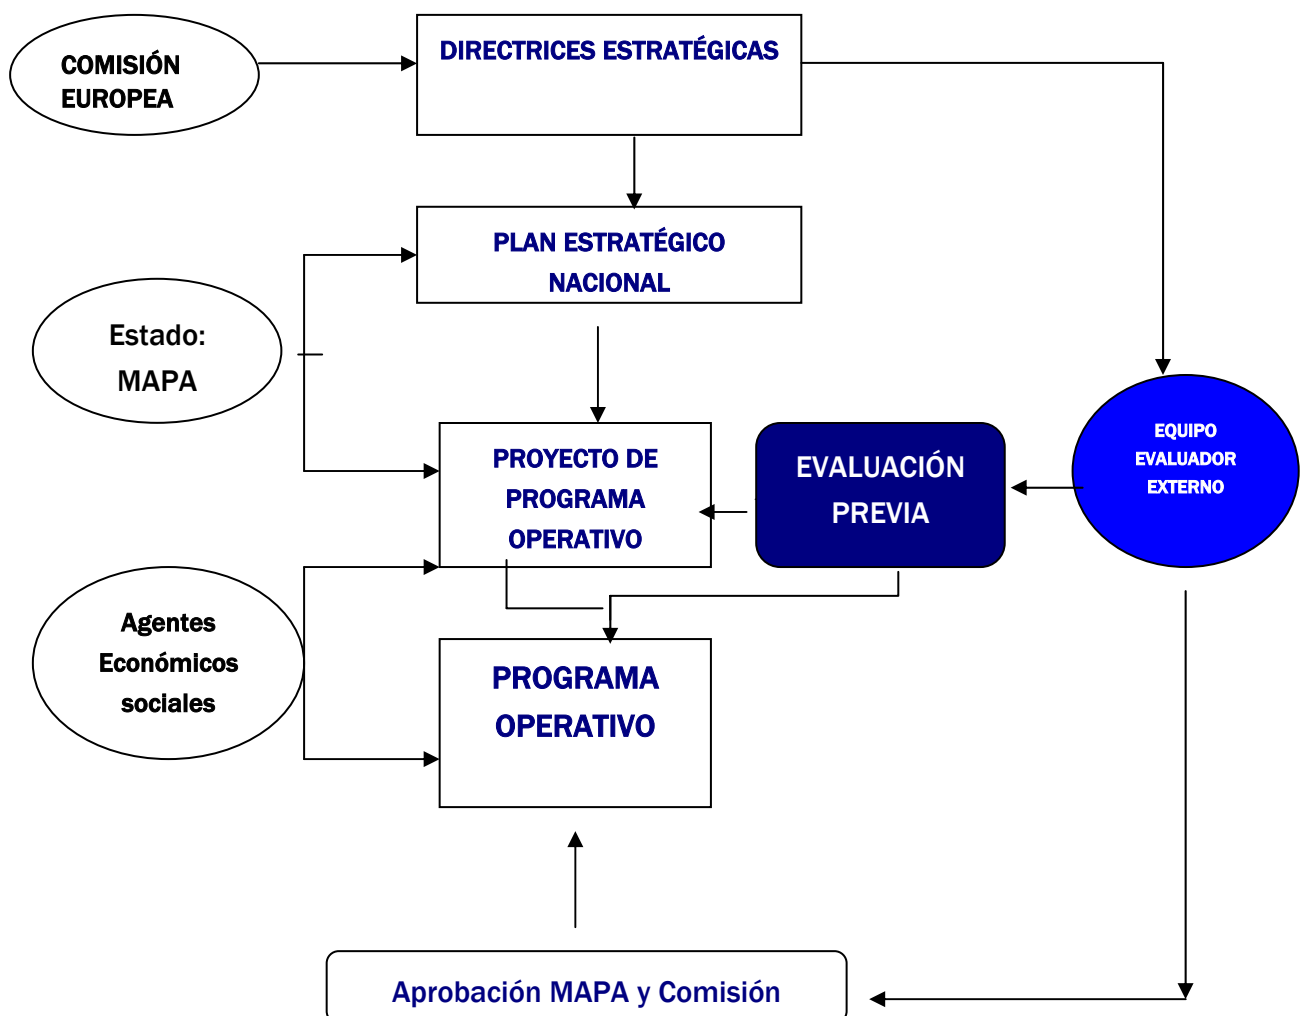 COMISIÓN
EUROPEA
DIRECTRICES ESTRATÉGICAS
PLAN ESTRATÉGICO
NACIONAL
Estado:
MAPA
PROYECTO DE
PROGRAMA
OPERATIVO
EVALUACIÓN
PREVIA
EQUIPO
EVALUADOR
EXTERNO
Agentes
Económicos
sociales
PROGRAMA
OPERATIVO
Aprobación MAPA y Comisión